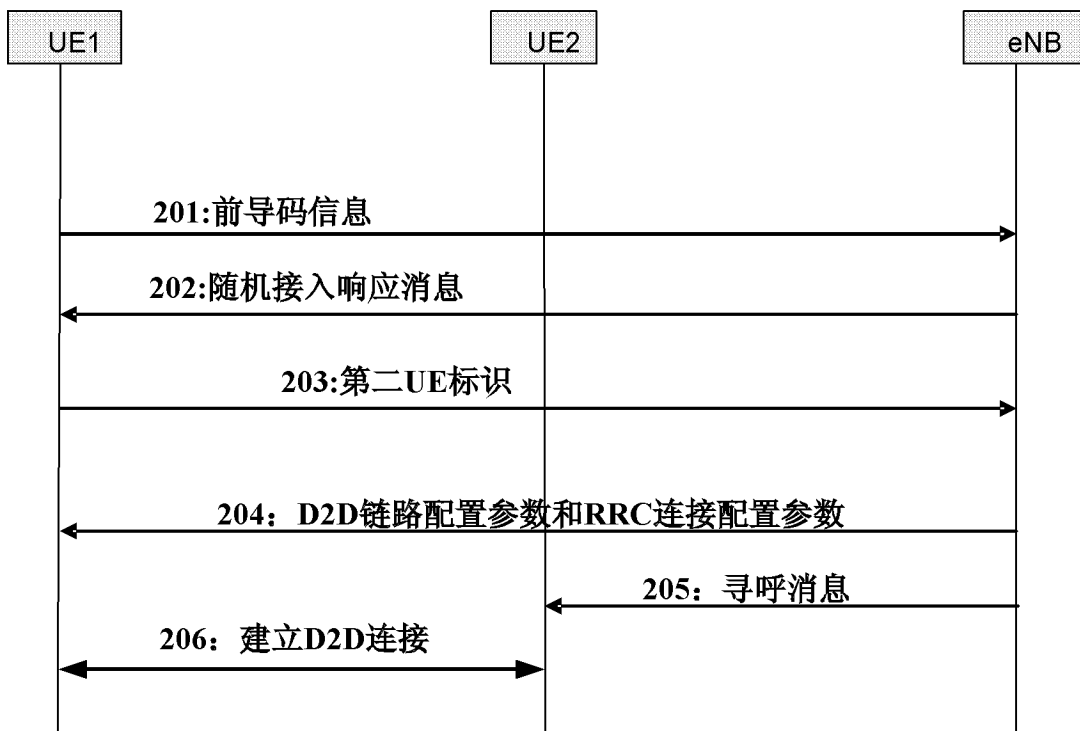 UE1
UE2
eNB
201:前导码信息
202:随机接入响应消息
203:第二UE标识
204：D2D链路配置参数和RRC连接配置参数
205：寻呼消息
206：建立D2D连接